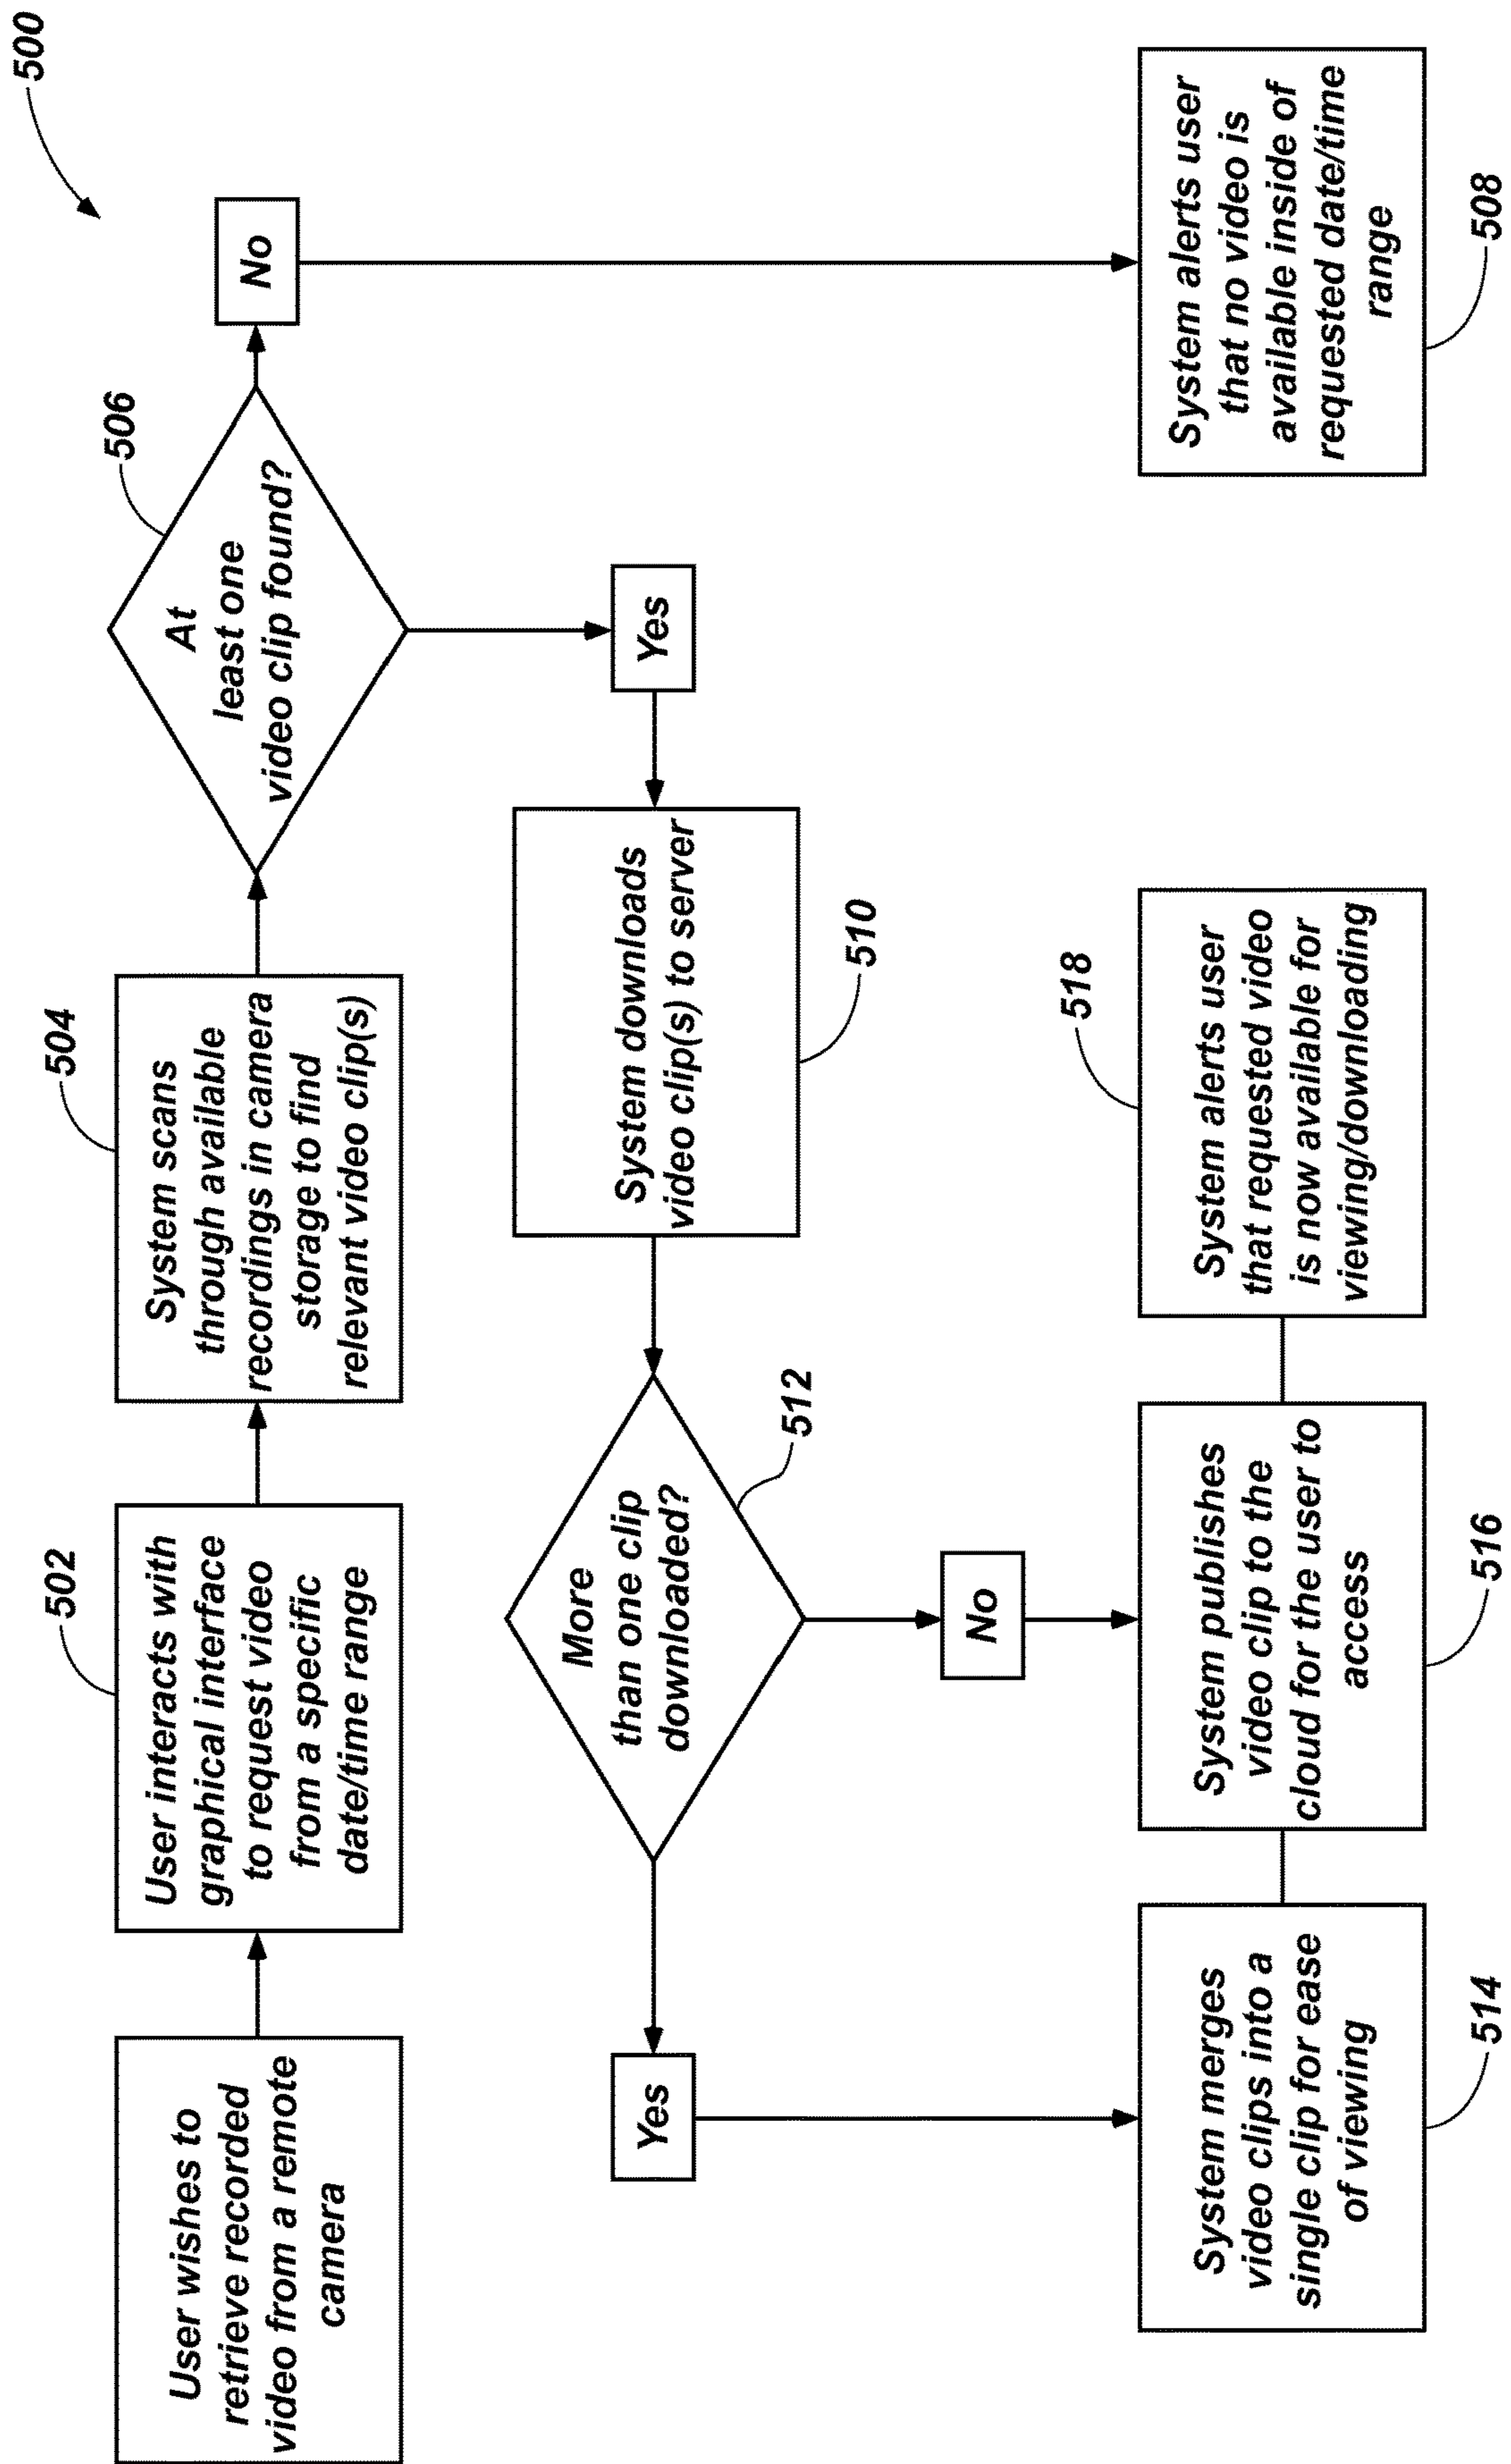 500
User wishes to
retrieve recorded
video from a remote
camera
502
User interacts with
graphical interface
to request video
from a specific
date/time range
504
System scans
through available
recordings in camera
storage to find
relevant video clip(s)
506
At
least one
video clip found?
No
Yes
System alerts user
that no video is
available inside of
requested date/time
range
508
System downloads
video clip(s) to server
510
More
than one clip
downloaded?
512
Yes
No
System merges
video clips into a
single clip for ease
of viewing
514
System publishes
video clip to the
cloud for the user to
access
516
518
System alerts user
that requested video
is now available for
viewing/downloading